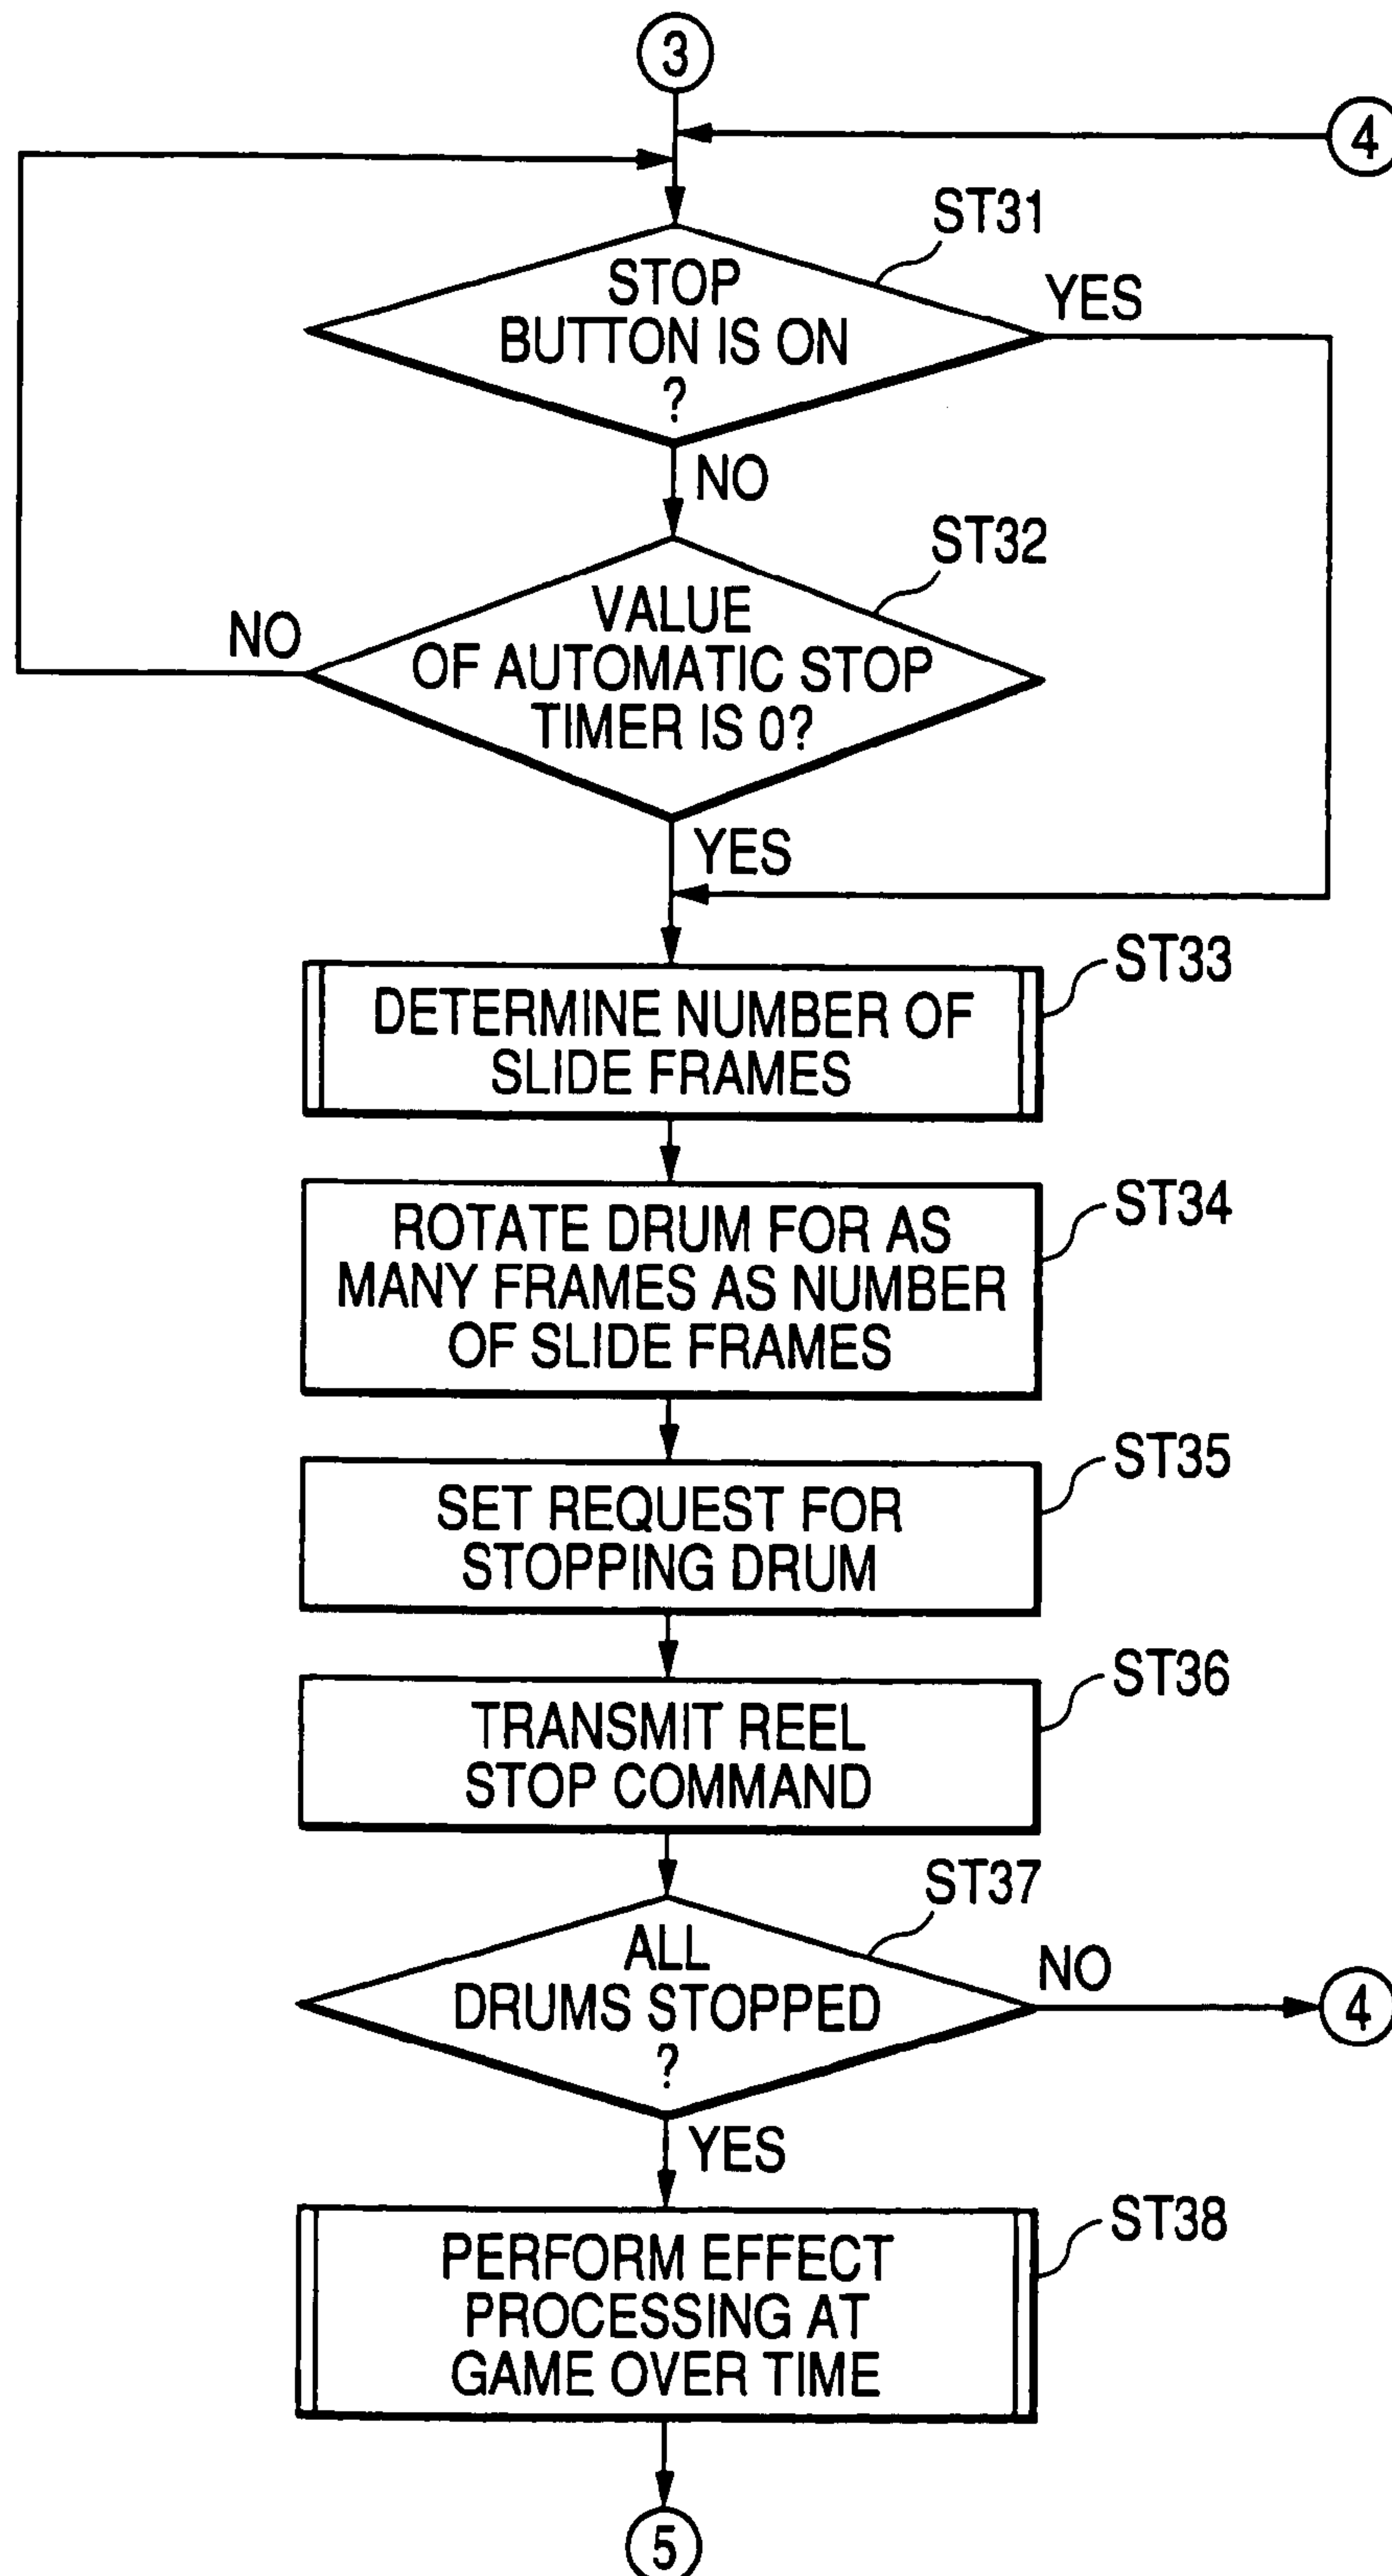 3
4
ST31
STOP
BUTTON IS ON
?
YES
NO
ST32
VALUE
OF AUTOMATIC STOP
TIMER IS 0?
NO
YES
ST33
DETERMINE NUMBER OF
SLIDE FRAMES
ST34
ROTATE DRUM FOR AS
MANY FRAMES AS NUMBER
OF SLIDE FRAMES
ST35
SET REQUEST FOR
STOPPING DRUM
ST36
TRANSMIT REEL
STOP COMMAND
ST37
ALL
DRUMS STOPPED
?
NO
4
YES
ST38
PERFORM EFFECT
PROCESSING AT
GAME OVER TIME
5